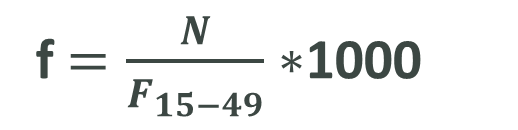 f = N / F₁₅₋₄₉ *1000